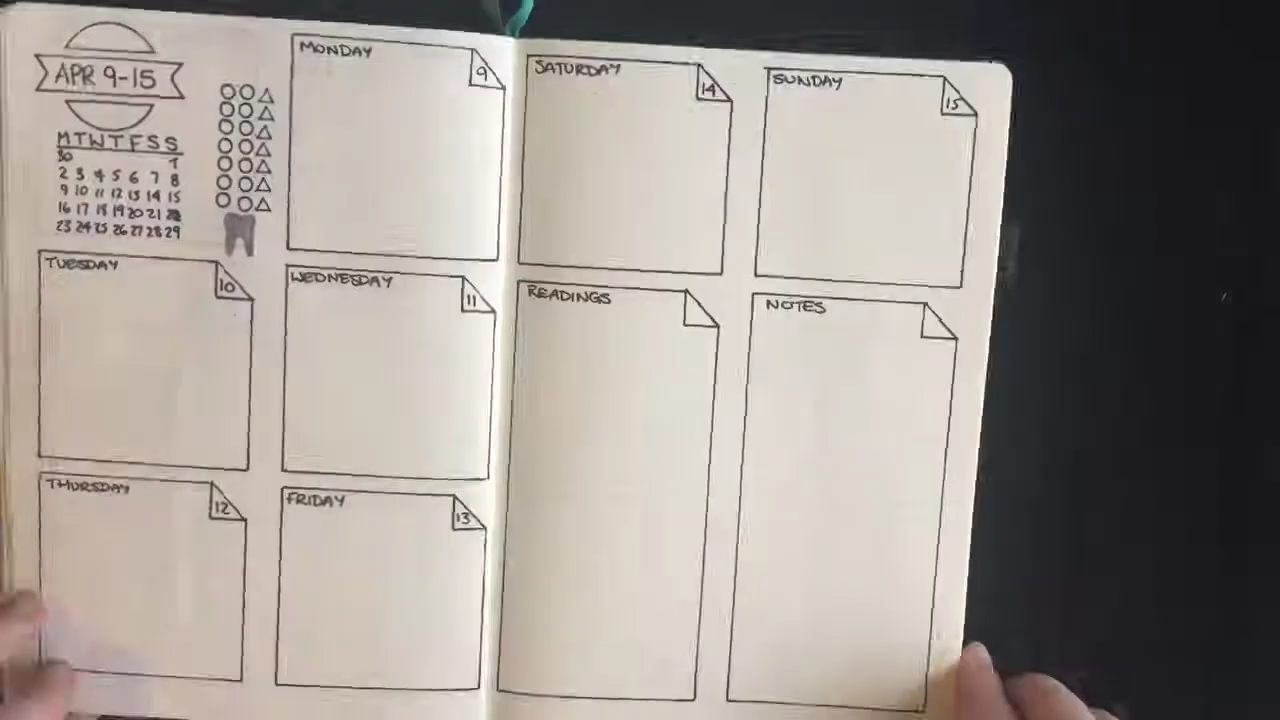 APR 9-15
M T W T F S S
30 1
2 3 4 5 6 7 8
9 10 11 12 13 14 15
16 17 18 19 20 21 22
23 24 25 26 27 28 29
MONDAY
9
TUESDAY
10
WEDNESDAY
11
THURSDAY
12
FRIDAY
13
SATURDAY
14
SUNDAY
15
READINGS
NOTES